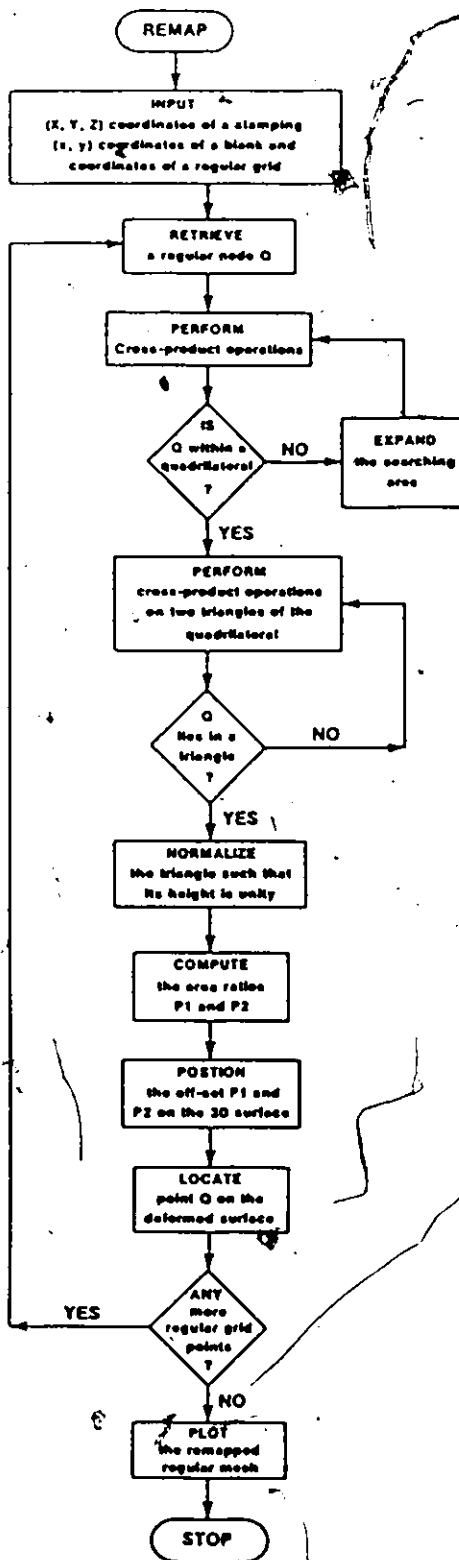 REMAP
INPUT
(X, Y, Z) coordinates of a stamping
(x, y) coordinates of a blank and
coordinates of a regular grid
RETRIEVE
a regular node Q
PERFORM
Cross-product operations
IS
Q within a
quadrilateral
?
NO
EXPAND
the searching
area
YES
PERFORM
cross-product operations
on two triangles of the
quadrilateral
Q
lies in a
triangle
?
NO
YES
NORMALIZE
the triangle such that
its height is unity
COMPUTE
the area ratios
P1 and P2
POSTION
the off-set P1 and
P2 on the 3D surface
LOCATE
point Q on the
deformed surface
ANY
more
regular grid
points
?
YES
NO
PLOT
the remapped
regular mesh
STOP